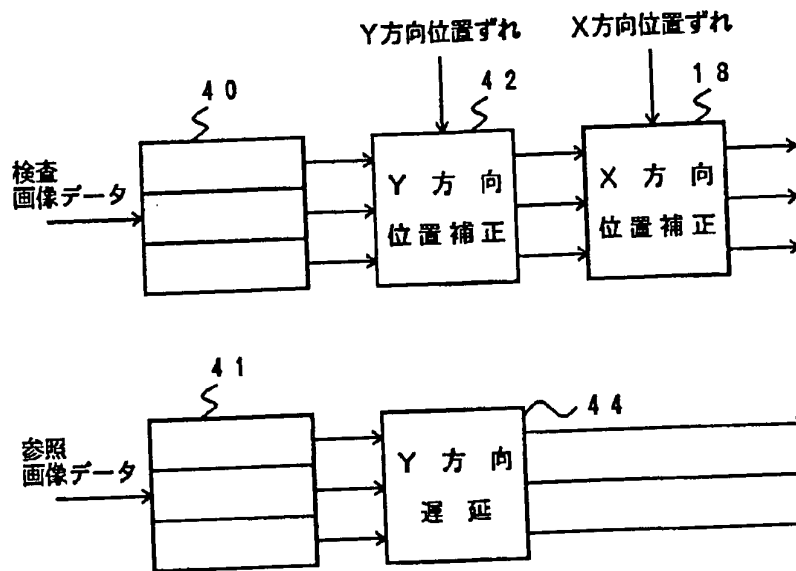 Y方向位置ずれ
X方向位置ずれ
４０
４２
１８
検査
画像データ
Y 方 向
位置補正
X 方 向
位置補正
４１
４４
参照
画像データ
Y 方 向
遅 延